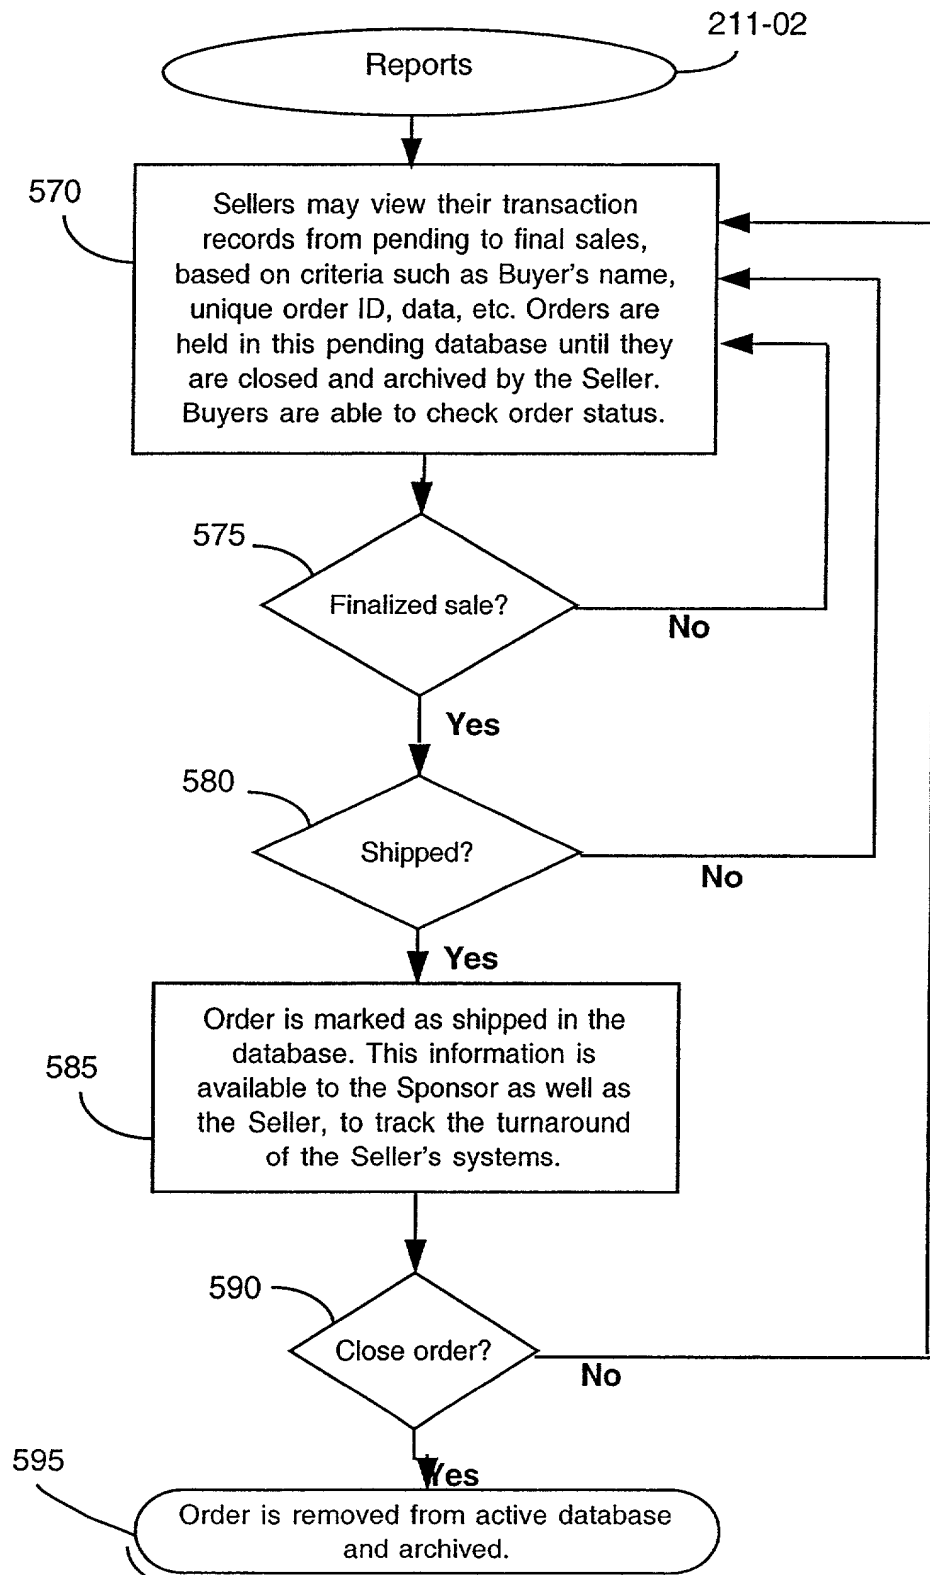 211-02
Reports
570
Sellers may view their transaction
records from pending to final sales,
based on criteria such as Buyer's name,
unique order ID, data, etc. Orders are
held in this pending database until they
are closed and archived by the Seller.
Buyers are able to check order status.
575
Finalized sale?
No
Yes
580
Shipped?
No
Yes
585
Order is marked as shipped in the
database. This information is
available to the Sponsor as well as
the Seller, to track the turnaround
of the Seller's systems.
590
Close order?
No
Yes
595
Order is removed from active database
and archived.